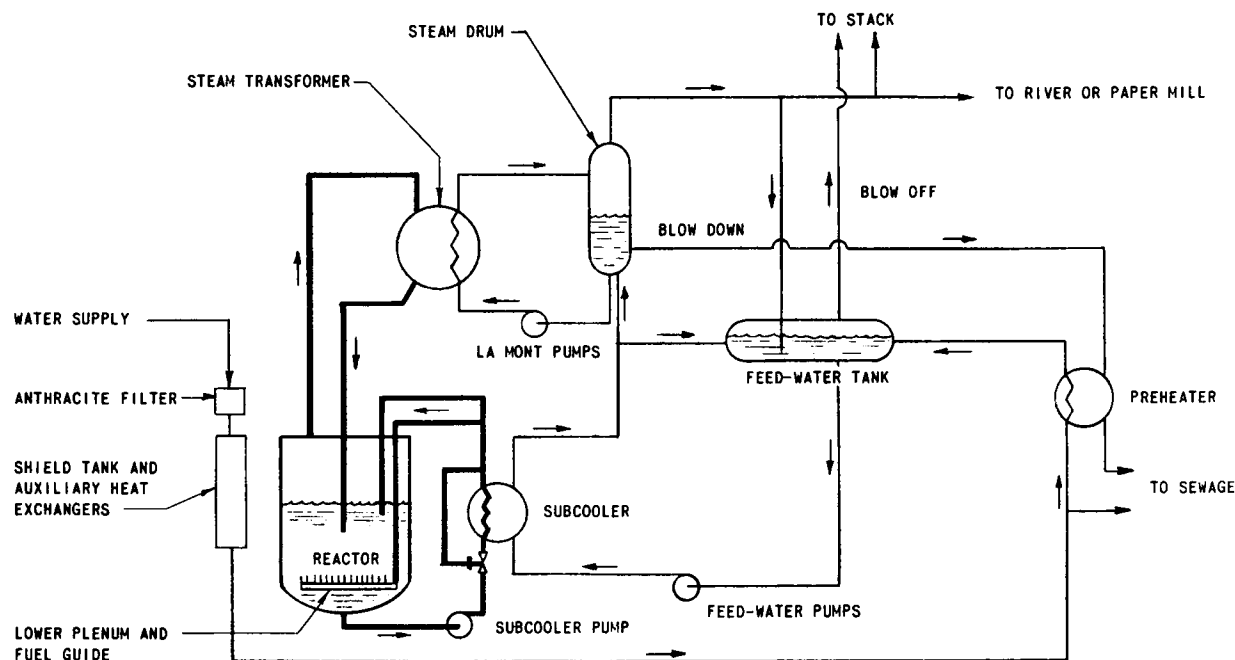 TO STACK
STEAM DRUM
STEAM TRANSFORMER
TO RIVER OR PAPER MILL
BLOW OFF
BLOW DOWN
WATER SUPPLY
LA MONT PUMPS
FEED-WATER TANK
ANTHRACITE FILTER
PREHEATER
SHIELD TANK AND
AUXILIARY HEAT
EXCHANGERS
SUBCOOLER
TO SEWAGE
REACTOR
FEED-WATER PUMPS
SUBCOOLER PUMP
LOWER PLENUM AND
FUEL GUIDE